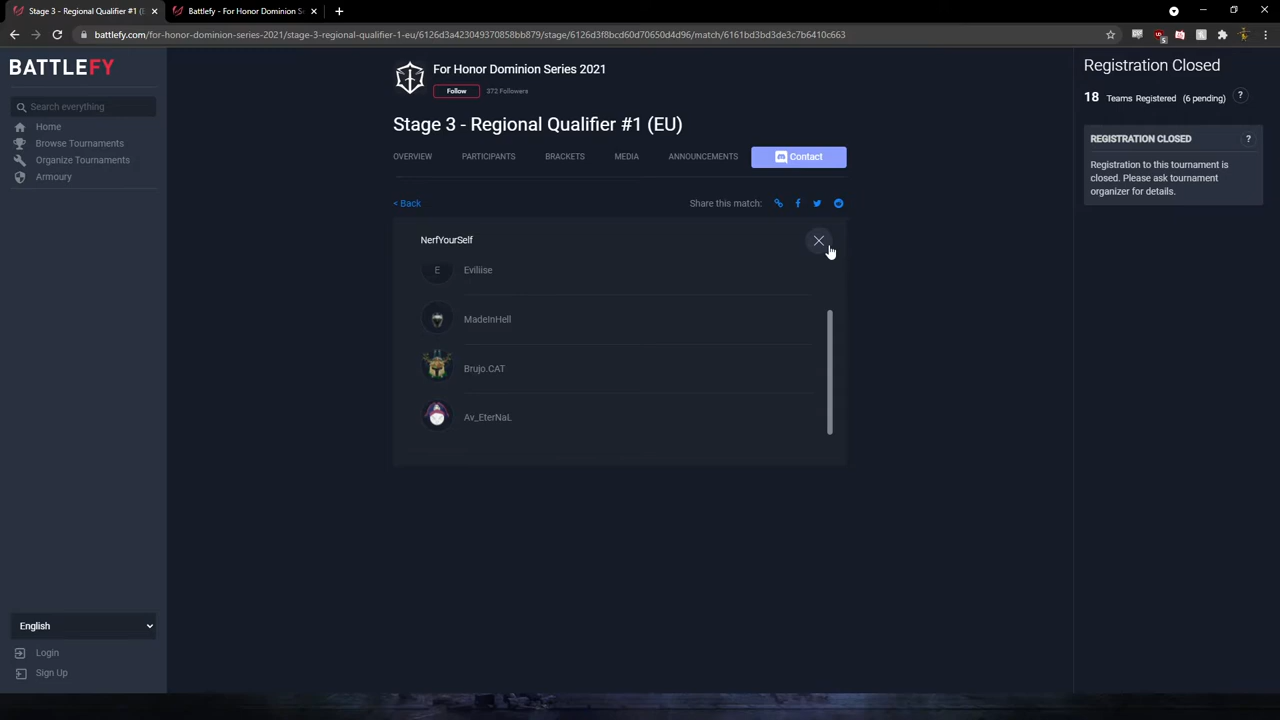 Stage 3 - Regional Qualifier #1 (E
Battlefy - For Honor Dominion S
battlefy.com/for-honor-dominion-series-2021/stage-3-regional-qualifier-1-eu/6126d3a423049370858bb879/stage/6126d3f8bcd60d70650d4d96/match/6161bd3bd3de3c7b6410c663
BATTLEFY
Search everything
Home
Browse Tournaments
Organize Tournaments
Armoury
English
Login
Sign Up
For Honor Dominion Series 2021
Follow
372 Followers
Stage 3 - Regional Qualifier #1 (EU)
OVERVIEW
PARTICIPANTS
BRACKETS
MEDIA
ANNOUNCEMENTS
Contact
< Back
Share this match:
NerfYourSelf
E
Eviliise
MadeInHell
Brujo.CAT
Av_EterNaL
Registration Closed
18 Teams Registered (6 pending) ?
REGISTRATION CLOSED ?
Registration to this tournament is
closed. Please ask tournament
organizer for details.